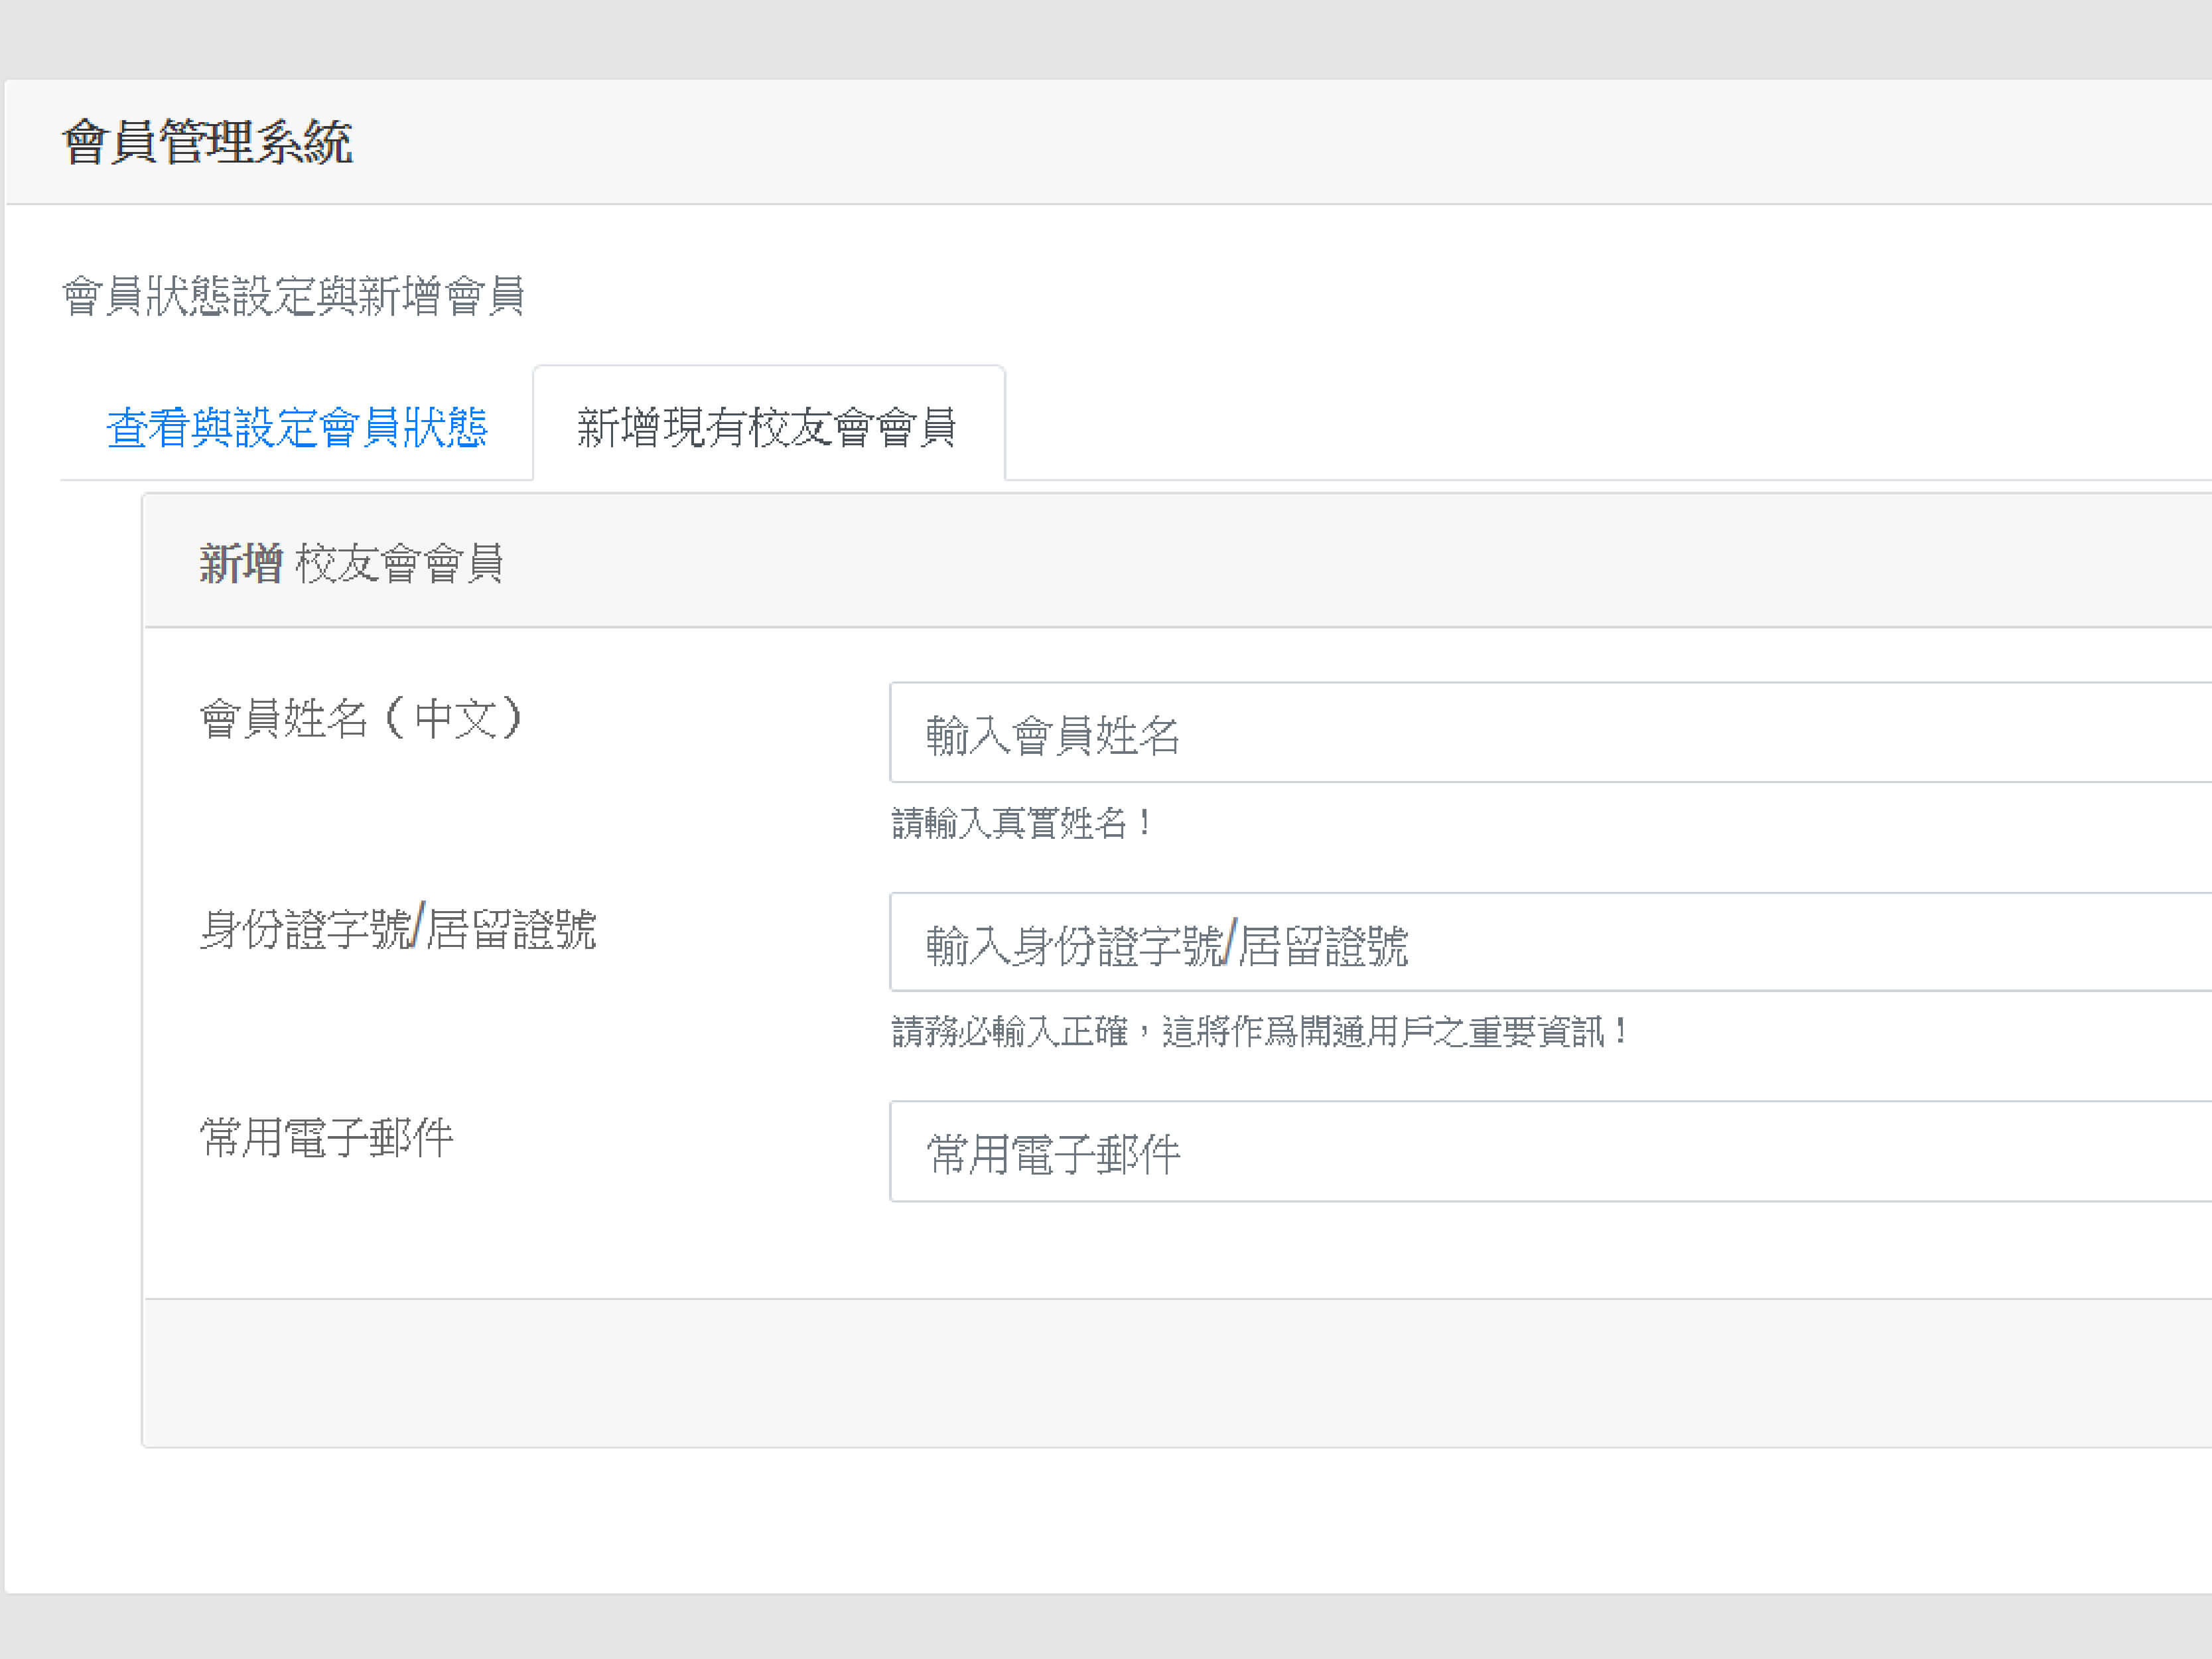 會員管理系統
會員狀態設定與新增會員
查看與設定會員狀態
新增現有校友會會員
新增 校友會會員
會員姓名（中文）
輸入會員姓名
請輸入真實姓名！
身份證字號/居留證號
輸入身份證字號/居留證號
請務必輸入正確，這將作為開通用戶之重要資訊！
常用電子郵件
常用電子郵件